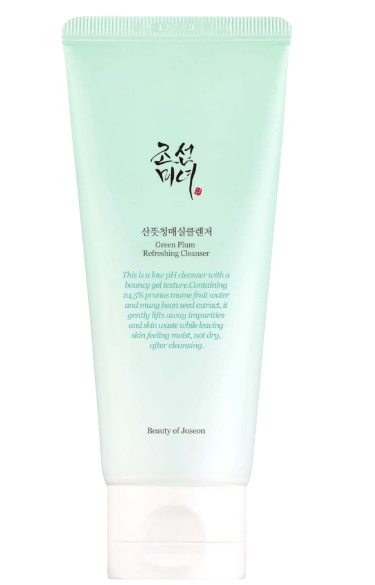 조선
미녀
산뜻청매실클렌저
Green Plum
Refreshing Cleanser
This is a low pH cleanser with a
bouncy gel texture.Containing
24,5% prunus mume fruit water
and mung bean seed extract, it
gently lifts away impurities
and skin waste while leaving
skin feeling moist, not dry,
after cleansing.
Beauty of Joseon